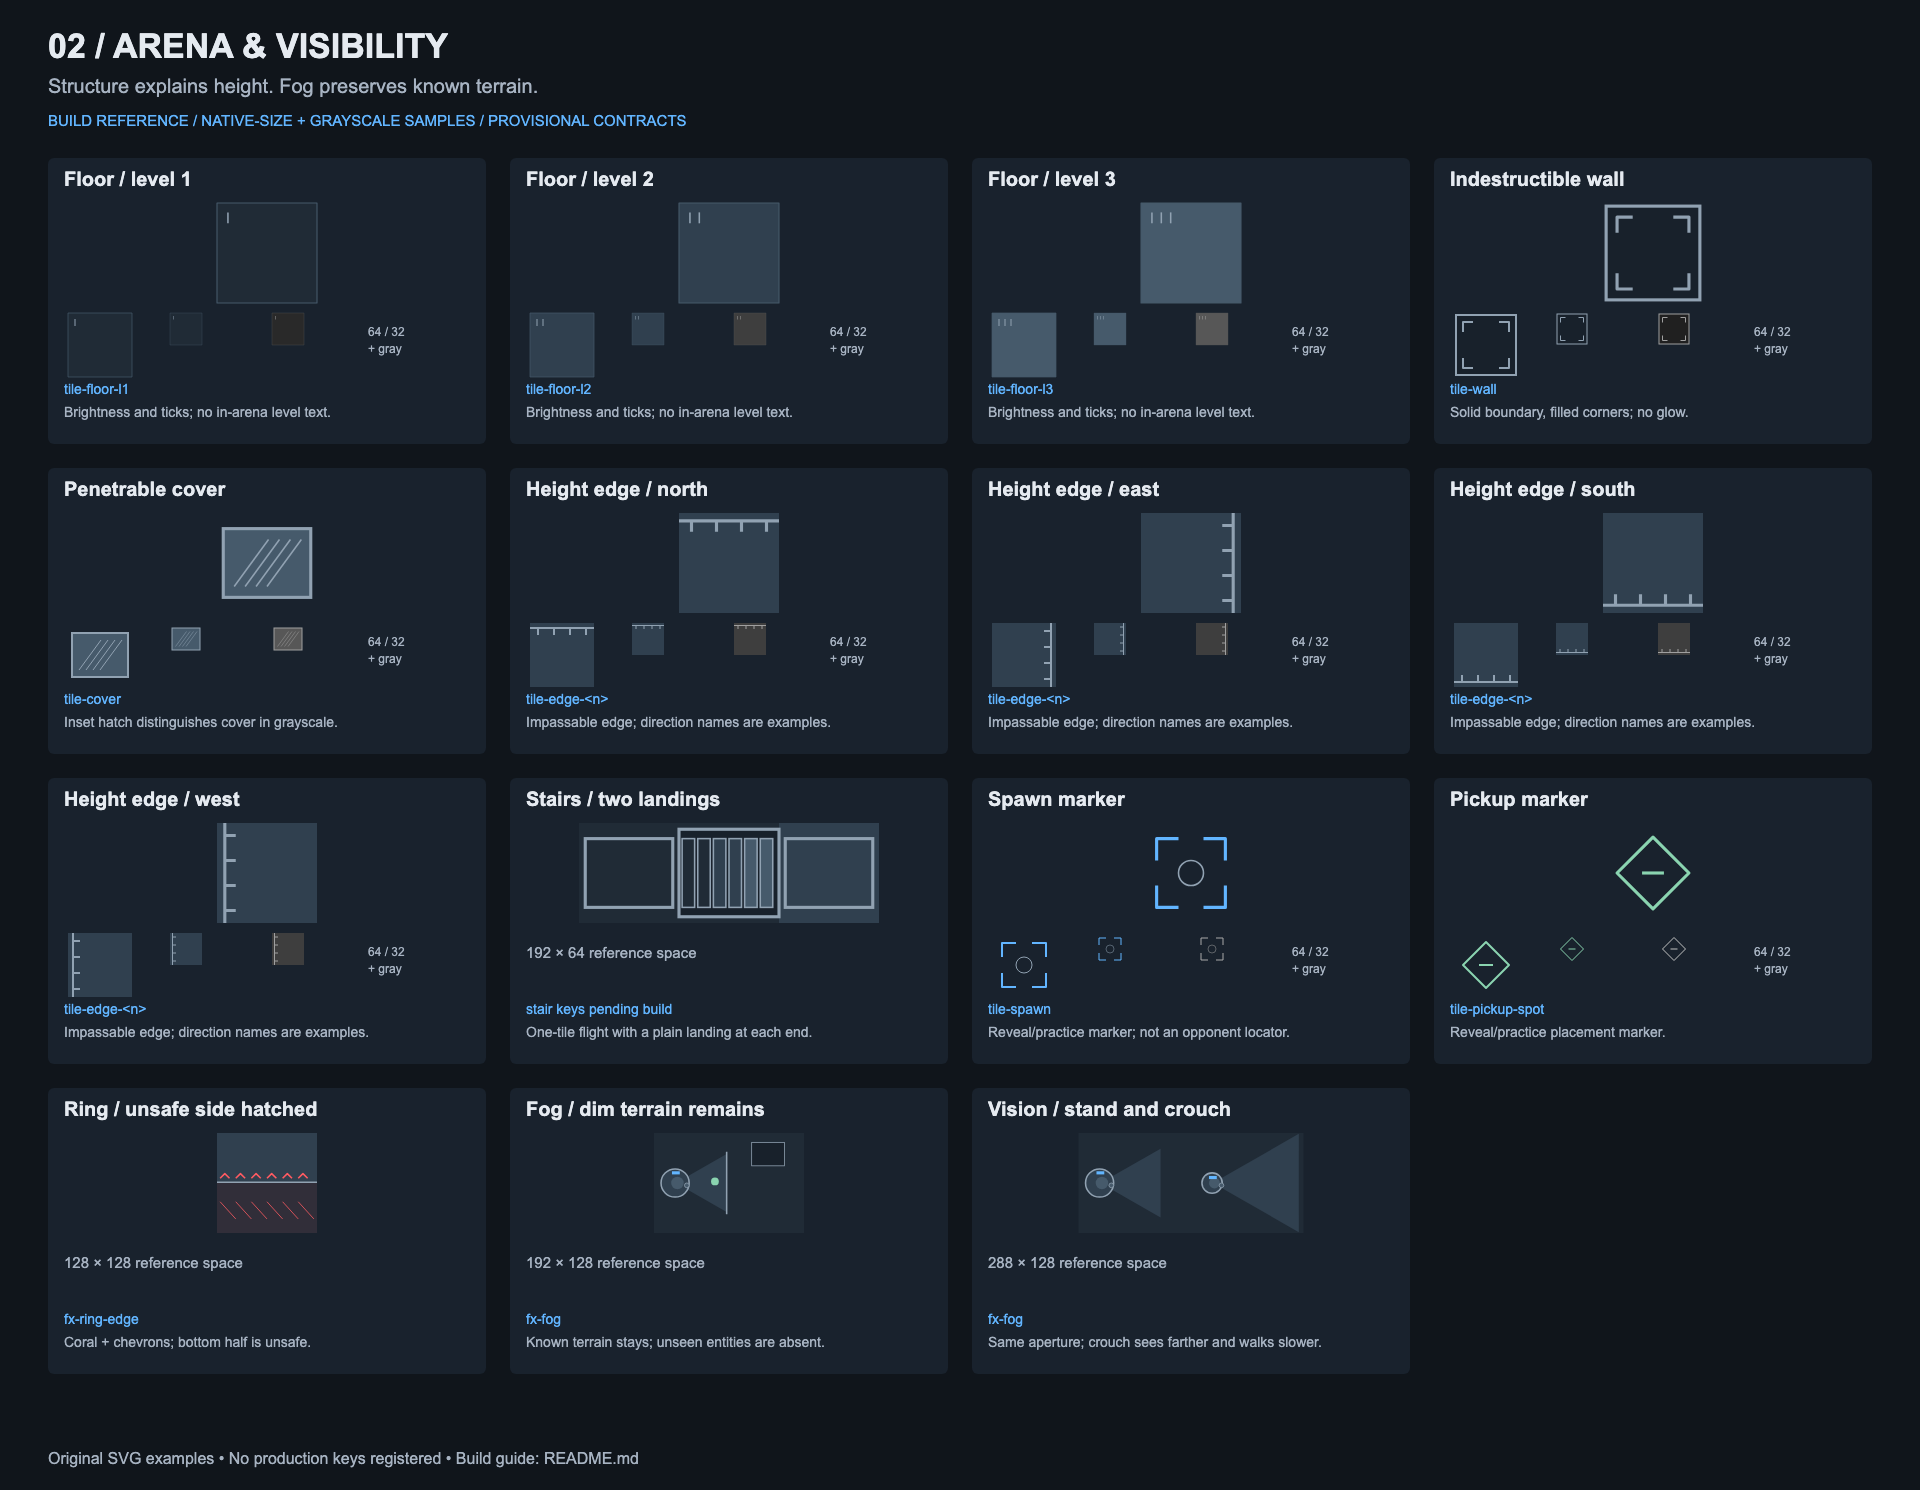 02 / ARENA & VISIBILITY
Structure explains height. Fog preserves known terrain.
BUILD REFERENCE / NATIVE-SIZE + GRAYSCALE SAMPLES / PROVISIONAL CONTRACTS
Floor / level 1
64 / 32
+ gray
tile-floor-l1
Brightness and ticks; no in-arena level text.
Floor / level 2
64 / 32
+ gray
tile-floor-l2
Brightness and ticks; no in-arena level text.
Floor / level 3
64 / 32
+ gray
tile-floor-l3
Brightness and ticks; no in-arena level text.
Indestructible wall
64 / 32
+ gray
tile-wall
Solid boundary, filled corners; no glow.
Penetrable cover
64 / 32
+ gray
tile-cover
Inset hatch distinguishes cover in grayscale.
Height edge / north
64 / 32
+ gray
tile-edge-<n>
Impassable edge; direction names are examples.
Height edge / east
64 / 32
+ gray
tile-edge-<n>
Impassable edge; direction names are examples.
Height edge / south
64 / 32
+ gray
tile-edge-<n>
Impassable edge; direction names are examples.
Height edge / west
64 / 32
+ gray
tile-edge-<n>
Impassable edge; direction names are examples.
Stairs / two landings
192 × 64 reference space
stair keys pending build
One-tile flight with a plain landing at each end.
Spawn marker
64 / 32
+ gray
tile-spawn
Reveal/practice marker; not an opponent locator.
Pickup marker
64 / 32
+ gray
tile-pickup-spot
Reveal/practice placement marker.
Ring / unsafe side hatched
128 × 128 reference space
fx-ring-edge
Coral + chevrons; bottom half is unsafe.
Fog / dim terrain remains
192 × 128 reference space
fx-fog
Known terrain stays; unseen entities are absent.
Vision / stand and crouch
288 × 128 reference space
fx-fog
Same aperture; crouch sees farther and walks slower.
Original SVG examples • No production keys registered • Build guide: README.md